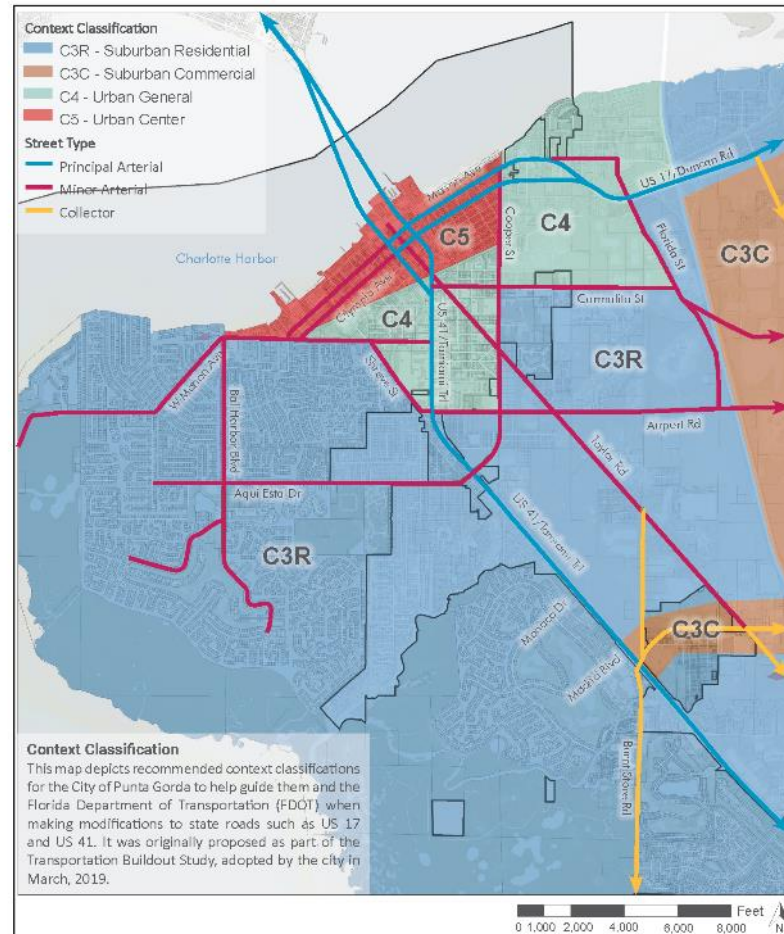 Context Classification
C3R - Suburban Residential
C3C - Suburban Commercial
C4 - Urban General
C5 - Urban Center
Street Type
Principal Arterial
Minor Arterial
Collector
Marion Ave
US 17/Duncan Rd
C5
Cooper St
C4
Florida St
C3C
Charlotte Harbor
Olympia Ave
Carmalita St
C4
US 41/Tamiami Trl
C3R
W Marion Ave
Shreve St
Bal Harbor Blvd
Airport Rd
Taylor Rd
Aqui Esta Dr
US 41/Tamiami Trl
C3R
C3C
Monaco Dr
Madrid Blvd
Burnt Store Rd
Context Classification
This map depicts recommended context classifications
for the City of Punta Gorda to help guide them and the
Florida Department of Transportation (FDOT) when
making modifications to state roads such as US 17
and US 41. It was originally proposed as part of the
Transportation Buildout Study, adopted by the city in
March, 2019.
Feet
0 1,000 2,000 4,000 6,000 8,000
N